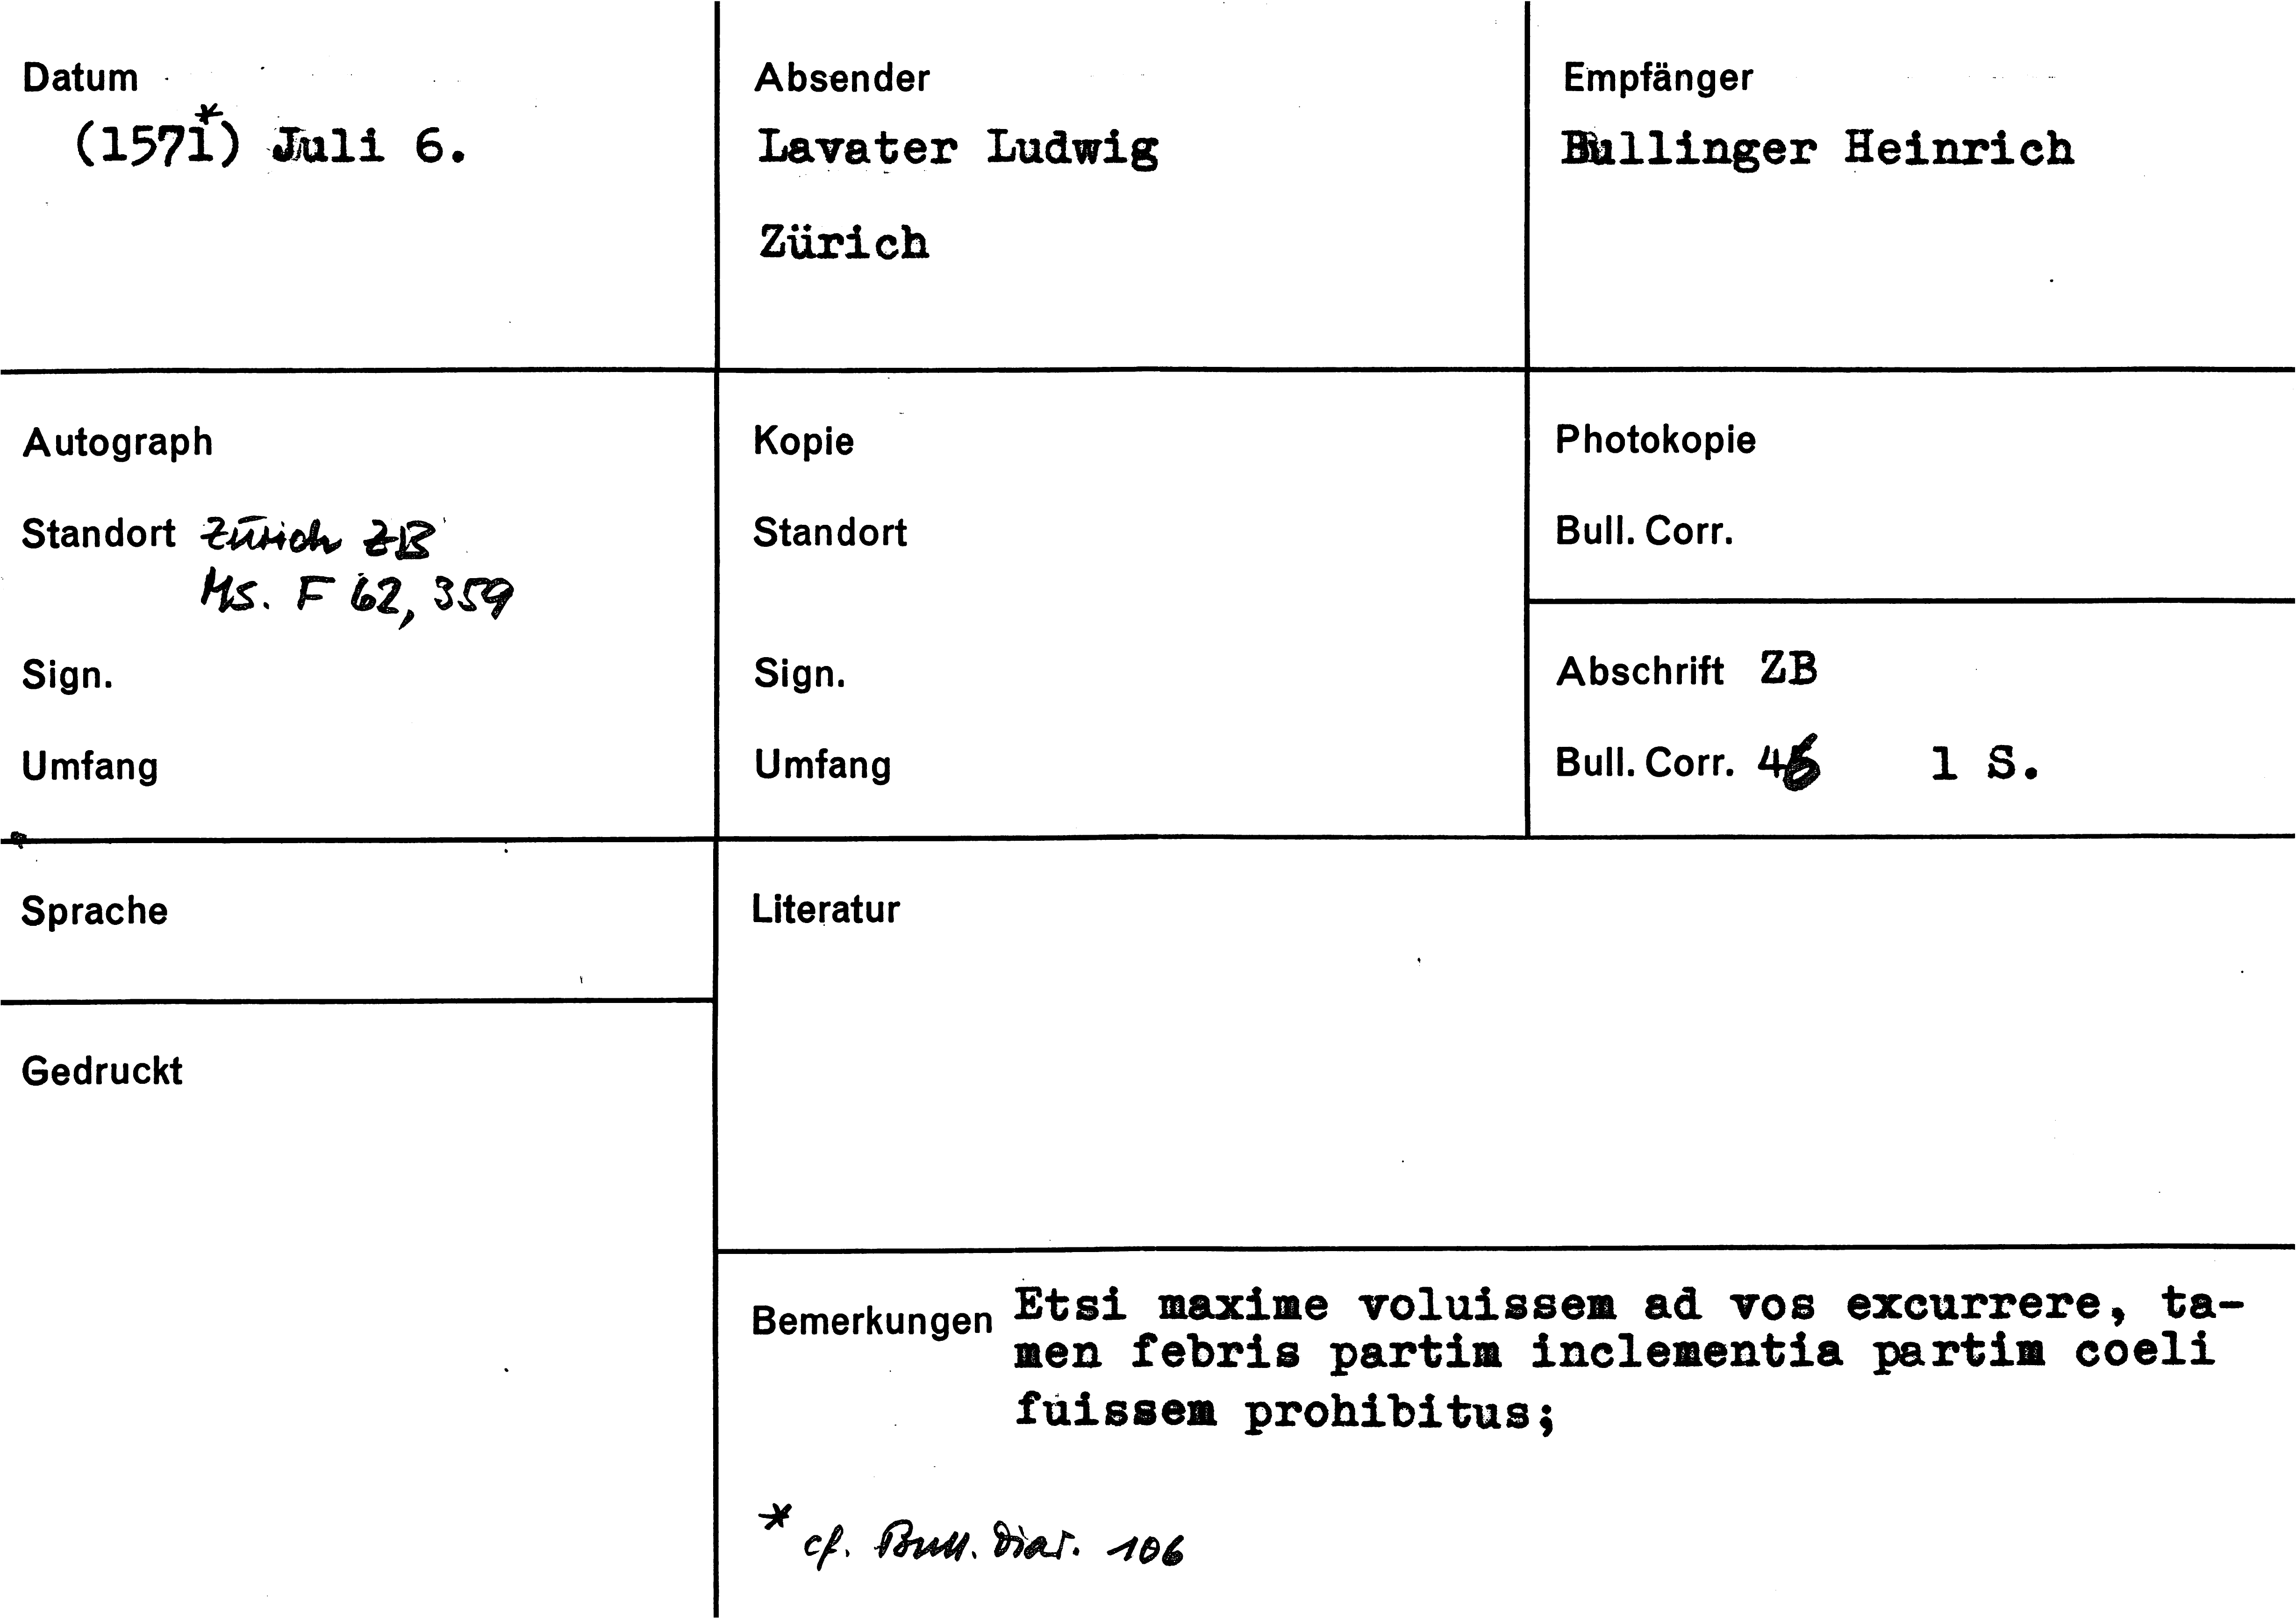 Datum
(1571*) Juli 6.
Absender
Lavater Ludwig
Zürich
Empfänger
Bullinger Heinrich
Autograph
Standort Zürich ZB
Ms. F 62, 359
Sign.
Umfang
Kopie
Standort
Sign.
Umfang
Photokopie
Bull. Corr.
Abschrift ZB
Bull. Corr. 46 1 S.
Sprache
Gedruckt
Literatur
Bemerkungen Etsi maxime voluissem ad vos excurrere, ta-
men febris partim inclementia partim coeli
fuissem prohibitus;
* cf. Bull. Diar. 106